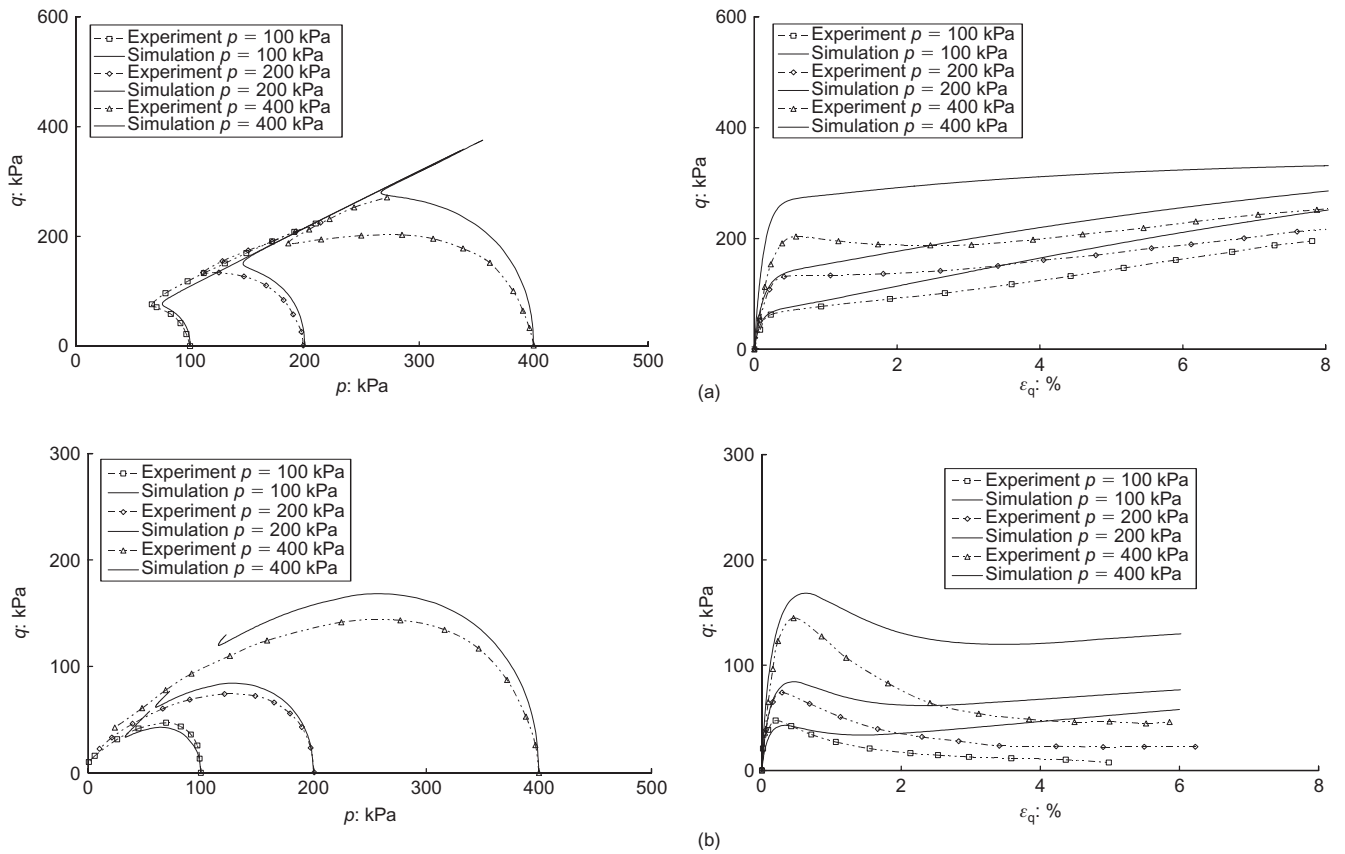 600
400
200
0
q: kPa
Experiment p = 100 kPa
Simulation p = 100 kPa
Experiment p = 200 kPa
Simulation p = 200 kPa
Experiment p = 400 kPa
Simulation p = 400 kPa
0
100
200
300
400
500
p: kPa
600
400
200
0
q: kPa
Experiment p = 100 kPa
Simulation p = 100 kPa
Experiment p = 200 kPa
Simulation p = 200 kPa
Experiment p = 400 kPa
Simulation p = 400 kPa
0
2
4
6
8
εq: %
(a)
300
200
100
0
q: kPa
Experiment p = 100 kPa
Simulation p = 100 kPa
Experiment p = 200 kPa
Simulation p = 200 kPa
Experiment p = 400 kPa
Simulation p = 400 kPa
0
100
200
300
400
500
p: kPa
300
200
100
0
q: kPa
Experiment p = 100 kPa
Simulation p = 100 kPa
Experiment p = 200 kPa
Simulation p = 200 kPa
Experiment p = 400 kPa
Simulation p = 400 kPa
0
2
4
6
8
εq: %
(b)